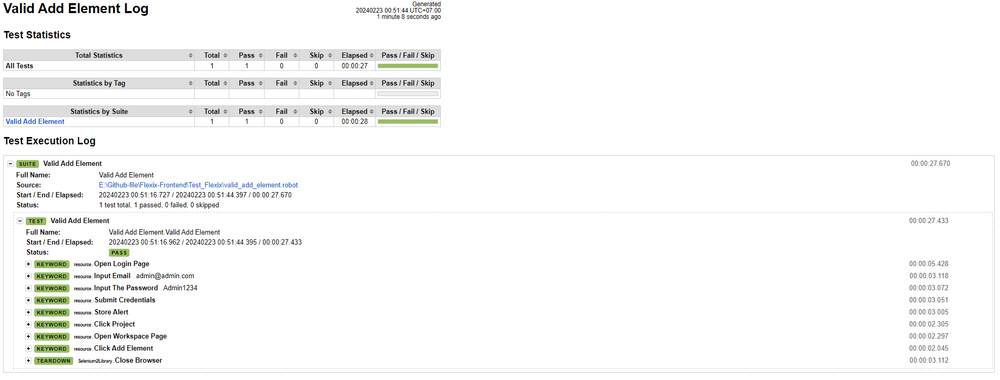 Valid Add Element Log
Generated
20240223 00:51:44 UTC+07:00
1 minute 8 seconds ago
Test Statistics
Total Statistics Total Pass Fail Skip Elapsed Pass / Fail / Skip
All Tests 1 1 0 0 00:00:27
Statistics by Tag Total Pass Fail Skip Elapsed Pass / Fail / Skip
No Tags
Statistics by Suite Total Pass Fail Skip Elapsed Pass / Fail / Skip
Valid Add Element 1 1 0 0 00:00:28
Test Execution Log
SUITE Valid Add Element 00:00:27.670
Full Name: Valid Add Element
Source: E:\Github-file\Flexix-Frontend\Test_Flexix\valid_add_element.robot
Start / End / Elapsed: 20240223 00:51:16.727 / 20240223 00:51:44.397 / 00:00:27.670
Status: 1 test total, 1 passed, 0 failed, 0 skipped
TEST Valid Add Element 00:00:27.433
Full Name: Valid Add Element.Valid Add Element
Start / End / Elapsed: 20240223 00:51:16.962 / 20240223 00:51:44.395 / 00:00:27.433
Status: PASS
KEYWORD resource.Open Login Page 00:00:05.428
KEYWORD resource.Input Email admin@admin.com 00:00:03.118
KEYWORD resource.Input The Password Admin1234 00:00:03.072
KEYWORD resource.Submit Credentials 00:00:03.051
KEYWORD resource.Store Alert 00:00:03.005
KEYWORD resource.Click Project 00:00:02.305
KEYWORD resource.Open Workspace Page 00:00:02.297
KEYWORD resource.Click Add Element 00:00:02.045
TEARDOWN Selenium2Library.Close Browser 00:00:03.112